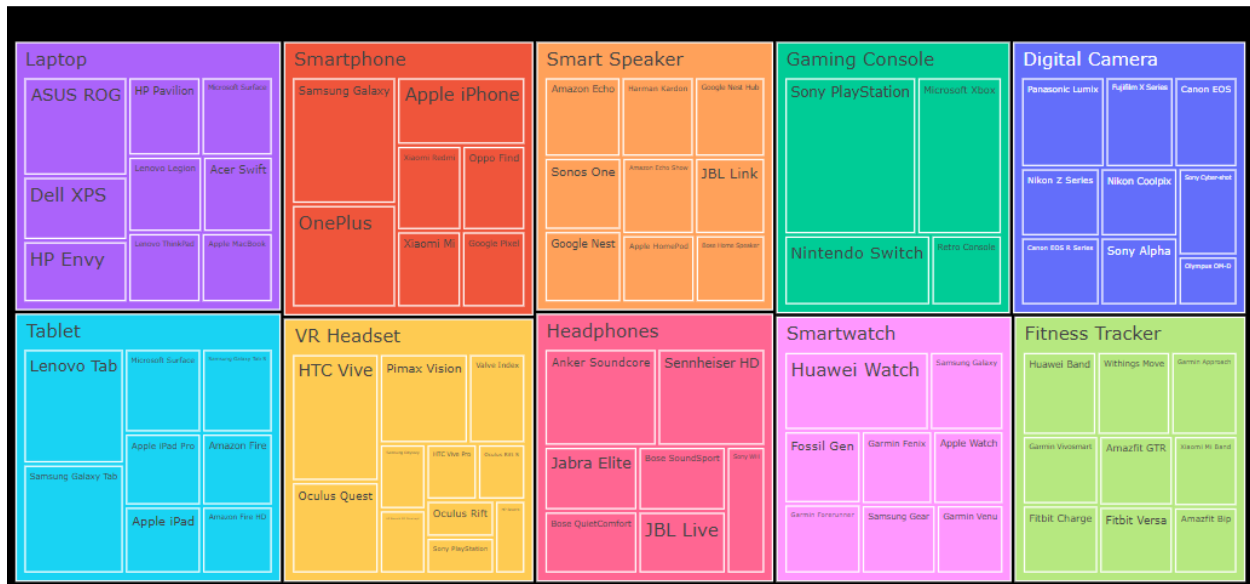 Laptop
ASUS ROG
HP Pavilion
Microsoft Surface
Lenovo Legion
Acer Swift
Dell XPS
HP Envy
Lenovo ThinkPad
Apple MacBook
Smartphone
Samsung Galaxy
Apple iPhone
Xiaomi Redmi
Oppo Find
OnePlus
Xiaomi Mi
Google Pixel
Smart Speaker
Amazon Echo
Harman Kardon
Google Nest Hub
Sonos One
Amazon Echo Show
JBL Link
Google Nest
Apple HomePod
Bose Home Speaker
Gaming Console
Sony PlayStation
Microsoft Xbox
Nintendo Switch
Retro Console
Digital Camera
Panasonic Lumix
Fujifilm X Series
Canon EOS
Nikon Z Series
Nikon Coolpix
Sony Cyber-shot
Canon EOS R Series
Sony Alpha
Olympus OM-D
Tablet
Lenovo Tab
Microsoft Surface
Samsung Galaxy Tab S
Apple iPad Pro
Amazon Fire
Samsung Galaxy Tab
Apple iPad
Amazon Fire HD
VR Headset
HTC Vive
Pimax Vision
Valve Index
Samsung Odyssey
HTC Vive Pro
Oculus Rift S
Oculus Quest
Oculus Rift
Sony PlayStation
Headphones
Anker Soundcore
Sennheiser HD
Jabra Elite
Bose SoundSport
Sony WH
Bose QuietComfort
JBL Live
Smartwatch
Huawei Watch
Samsung Galaxy
Fossil Gen
Garmin Fenix
Apple Watch
Garmin Forerunner
Samsung Gear
Garmin Venu
Fitness Tracker
Huawei Band
Withings Move
Garmin Approach
Garmin Vivosmart
Amazfit GTR
Xiaomi Mi Band
Fitbit Charge
Fitbit Versa
Amazfit Bip